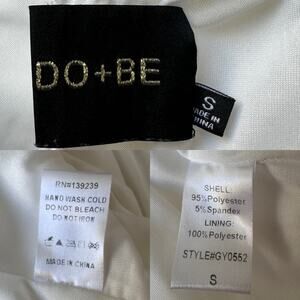 DO+BE
S
MADE IN
CHINA
RN#139239
HAND WASH COLD
DO NOT BLEACH
DO NOT IRON
MADE IN CHINA
SHELL:
95%Polyester
5%Spandex
LINING:
100%Polyester
STYLE#GY0552
S